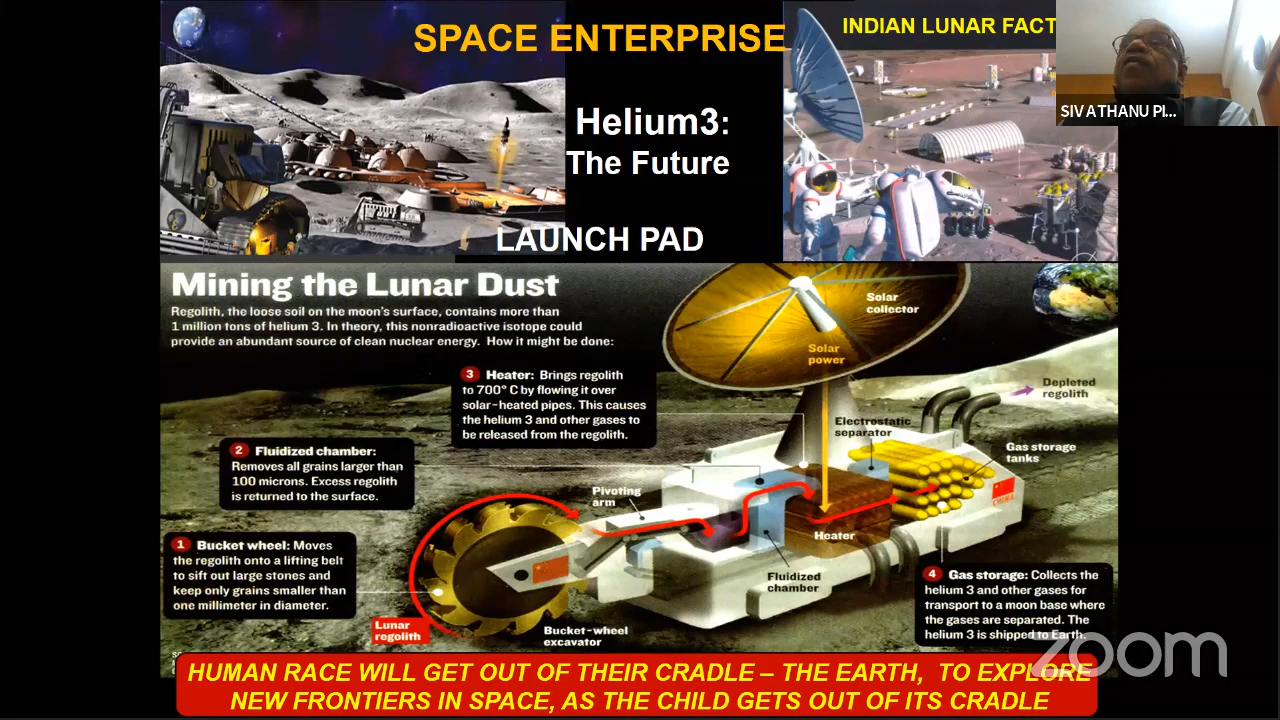 SPACE ENTERPRISE
INDIAN LUNAR FACT
SIVATHANU PI...
Helium3:
The Future
LAUNCH PAD
Mining the Lunar Dust
Regolith, the loose soil on the moon's surface, contains more than
1 million tons of helium 3. In theory, this nonradioactive isotope could
provide an abundant source of clean nuclear energy. How it might be done:
Solar
collector
Solar
power
3 Heater: Brings regolith
to 700° C by flowing it over
solar-heated pipes. This causes
the helium 3 and other gases to
be released from the regolith.
Depleted
regolith
Electrostatic
separator
Gas storage
tanks
2 Fluidized chamber:
Removes all grains larger than
100 microns. Excess regolith
is returned to the surface.
Pivoting
arm
CHINA
Heater
1 Bucket wheel: Moves
the regolith onto a lifting belt
to sift out large stones and
keep only grains smaller than
one millimeter in diameter.
Fluidized
chamber
4 Gas storage: Collects the
helium 3 and other gases for
transport to a moon base where
the gases are separated. The
helium 3 is shipped to Earth.
Lunar
regolith
Bucket-wheel
excavator
zoom
HUMAN RACE WILL GET OUT OF THEIR CRADLE – THE EARTH, TO EXPLORE
NEW FRONTIERS IN SPACE, AS THE CHILD GETS OUT OF ITS CRADLE